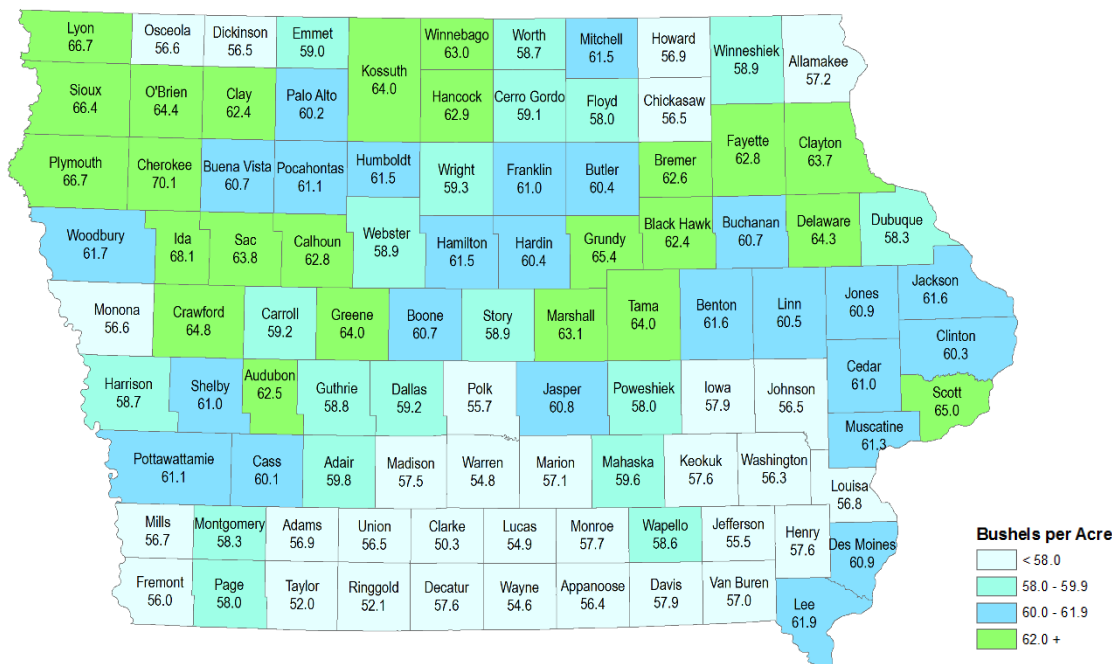 Lyon
66.7
Osceola
56.6
Dickinson
56.5
Emmet
59.0
Kossuth
64.0
Winnebago
63.0
Worth
58.7
Mitchell
61.5
Howard
56.9
Winneshiek
58.9
Allamakee
57.2
Sioux
66.4
O'Brien
64.4
Clay
62.4
Palo Alto
60.2
Hancock
62.9
Cerro Gordo
59.1
Floyd
58.0
Chickasaw
56.5
Plymouth
66.7
Cherokee
70.1
Buena Vista
60.7
Pocahontas
61.1
Humboldt
61.5
Wright
59.3
Franklin
61.0
Butler
60.4
Bremer
62.6
Fayette
62.8
Clayton
63.7
Woodbury
61.7
Ida
68.1
Sac
63.8
Calhoun
62.8
Webster
58.9
Hamilton
61.5
Hardin
60.4
Grundy
65.4
Black Hawk
62.4
Buchanan
60.7
Delaware
64.3
Dubuque
58.3
Monona
56.6
Crawford
64.8
Carroll
59.2
Greene
64.0
Boone
60.7
Story
58.9
Marshall
63.1
Tama
64.0
Benton
61.6
Linn
60.5
Jones
60.9
Jackson
61.6
Clinton
60.3
Harrison
58.7
Shelby
61.0
Audubon
62.5
Guthrie
58.8
Dallas
59.2
Polk
55.7
Jasper
60.8
Poweshiek
58.0
Iowa
57.9
Johnson
56.5
Cedar
61.0
Scott
65.0
Muscatine
61.3
Pottawattamie
61.1
Cass
60.1
Adair
59.8
Madison
57.5
Warren
54.8
Marion
57.1
Mahaska
59.6
Keokuk
57.6
Washington
56.3
Louisa
56.8
Mills
56.7
Montgomery
58.3
Adams
56.9
Union
56.5
Clarke
50.3
Lucas
54.9
Monroe
57.7
Wapello
58.6
Jefferson
55.5
Henry
57.6
Des Moines
60.9
Fremont
56.0
Page
58.0
Taylor
52.0
Ringgold
52.1
Decatur
57.6
Wayne
54.6
Appanoose
56.4
Davis
57.9
Van Buren
57.0
Lee
61.9
Bushels per Acre
< 58.0
58.0 - 59.9
60.0 - 61.9
62.0 +